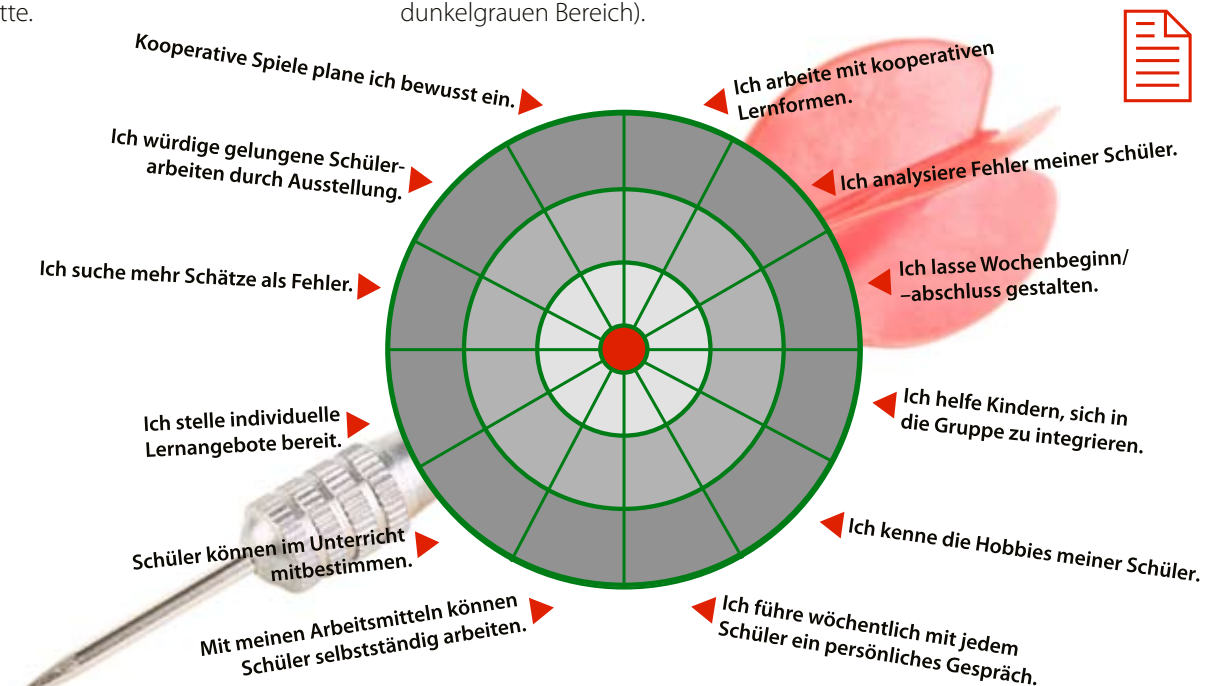 tte.
dunkelgrauen Bereich).
Kooperative Spiele plane ich bewusst ein.
Ich arbeite mit kooperativen
Lernformen.
Ich würdige gelungene Schüler-
arbeiten durch Ausstellung.
Ich analysiere Fehler meiner Schüler.
Ich suche mehr Schätze als Fehler.
Ich lasse Wochenbeginn/
–abschluss gestalten.
Ich stelle individuelle
Lernangebote bereit.
Ich helfe Kindern, sich in
die Gruppe zu integrieren.
Schüler können im Unterricht
mitbestimmen.
Ich kenne die Hobbies meiner Schüler.
Mit meinen Arbeitsmitteln können
Schüler selbstständig arbeiten.
Ich führe wöchentlich mit jedem
Schüler ein persönliches Gespräch.